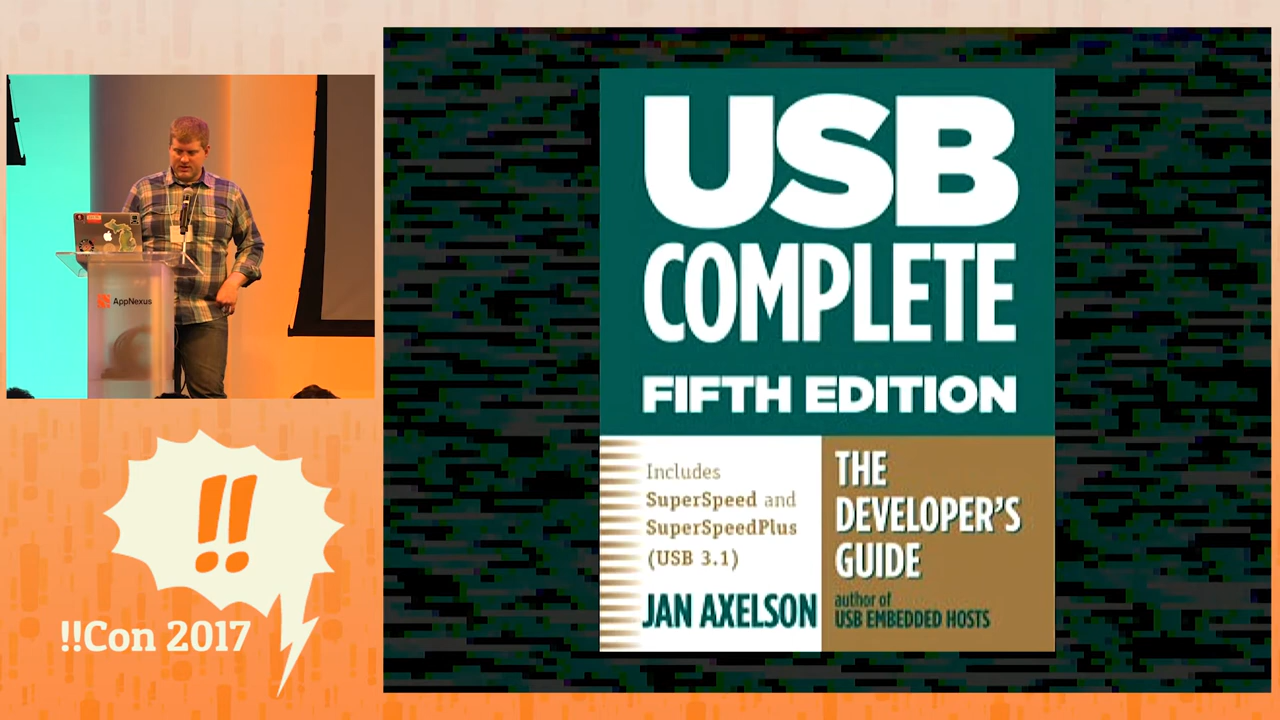 AppNexus
!!
!!Con 2017
USB
COMPLETE
FIFTH EDITION
Includes
SuperSpeed and
SuperSpeedPlus
(USB 3.1)
JAN AXELSON
THE
DEVELOPER'S
GUIDE
author of
USB EMBEDDED HOSTS